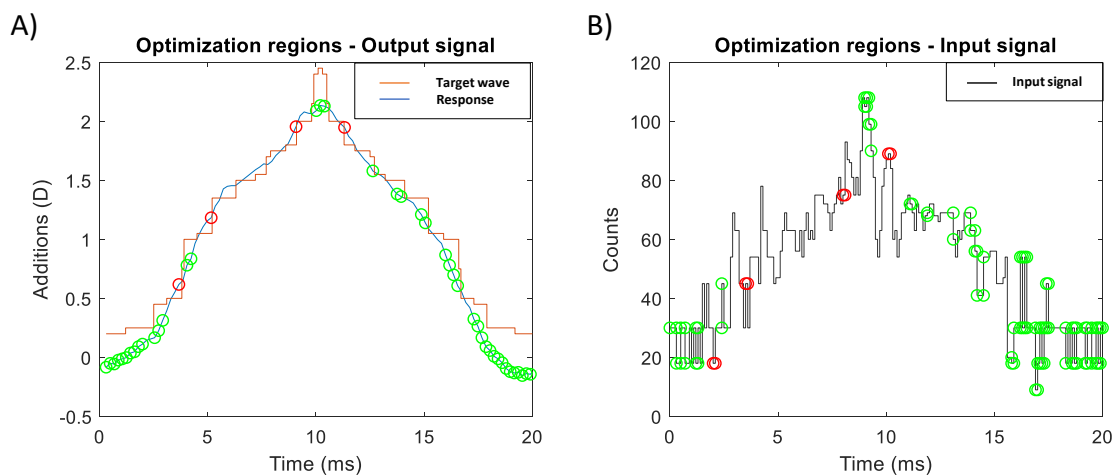 A)
Optimization regions - Output signal
2.5
2
1.5
1
0.5
0
-0.5
Additions (D)
Target wave
Response
0
5
10
15
20
Time (ms)
B)
Optimization regions - Input signal
120
100
80
60
40
20
0
Counts
Input signal
0
5
10
15
20
Time (ms)